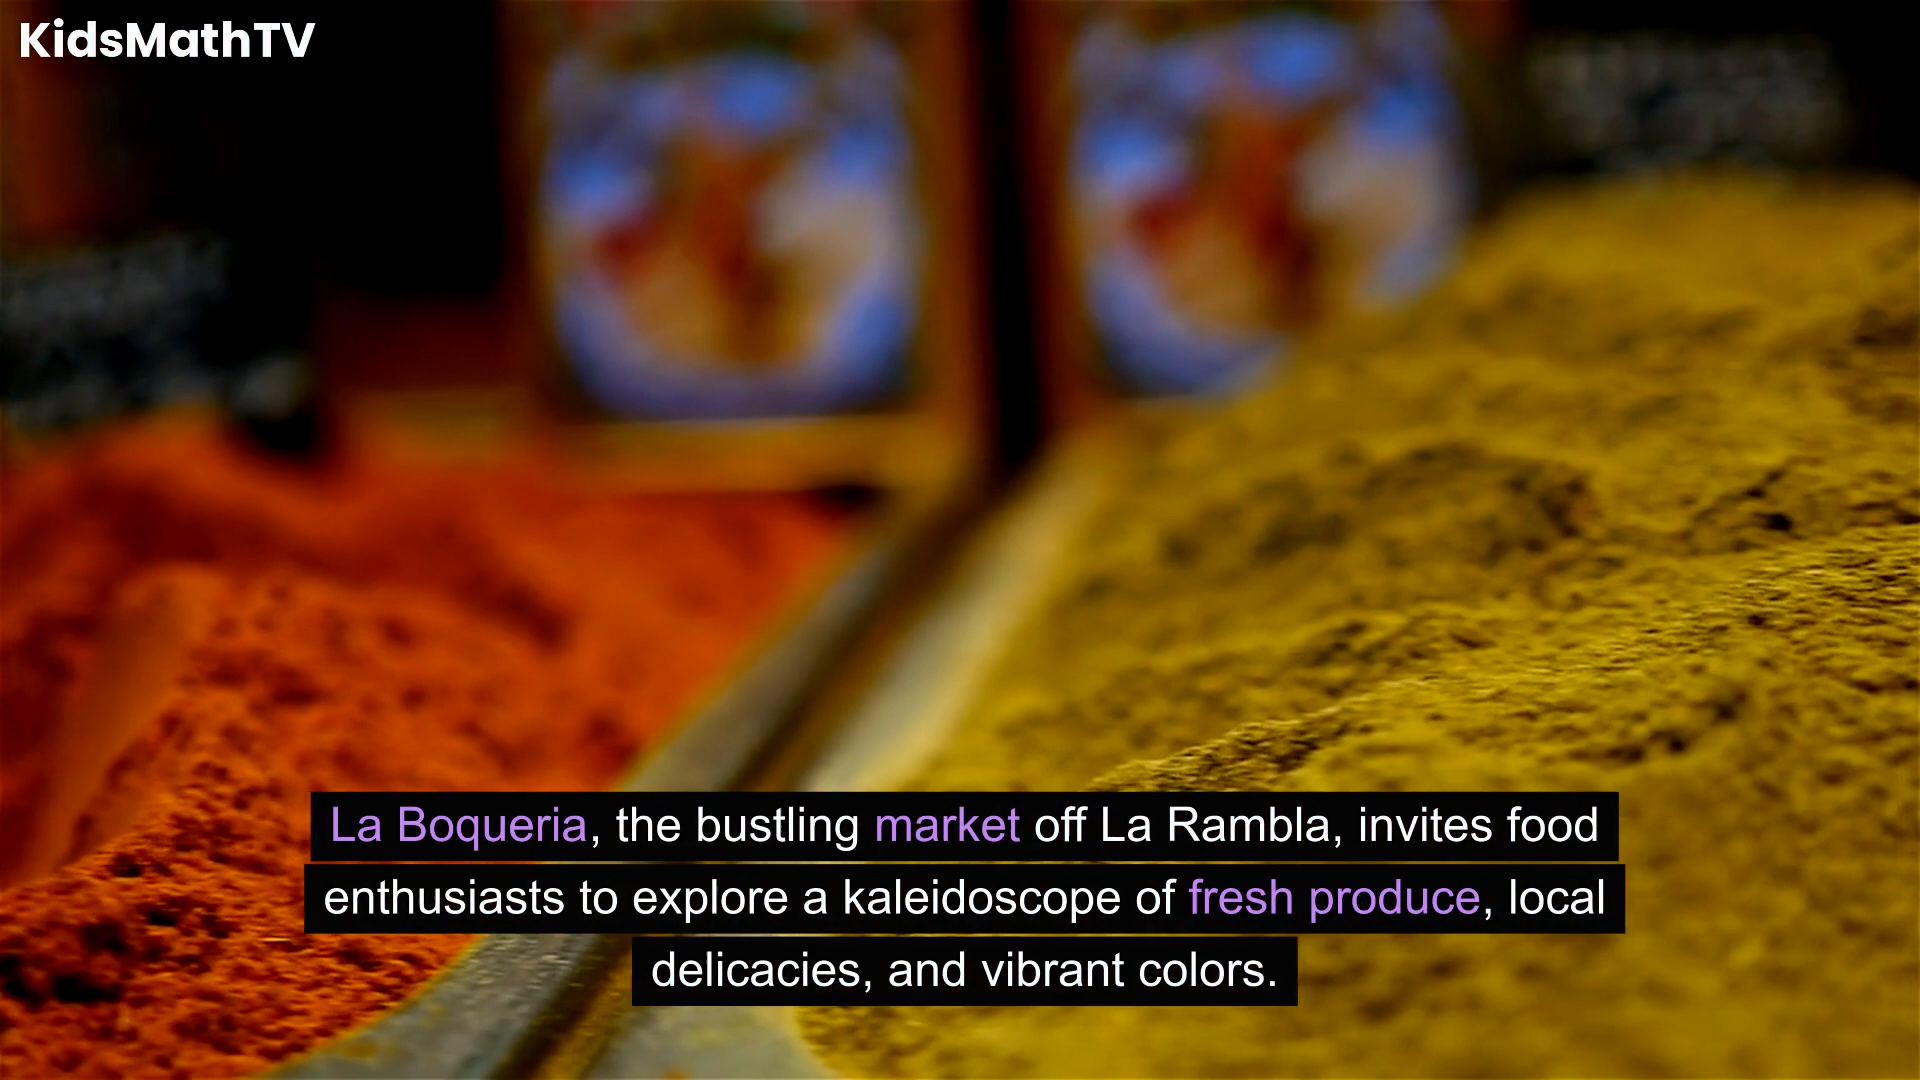 KidsMathTV
La Boqueria, the bustling market off La Rambla, invites food
enthusiasts to explore a kaleidoscope of fresh produce, local
delicacies, and vibrant colors.